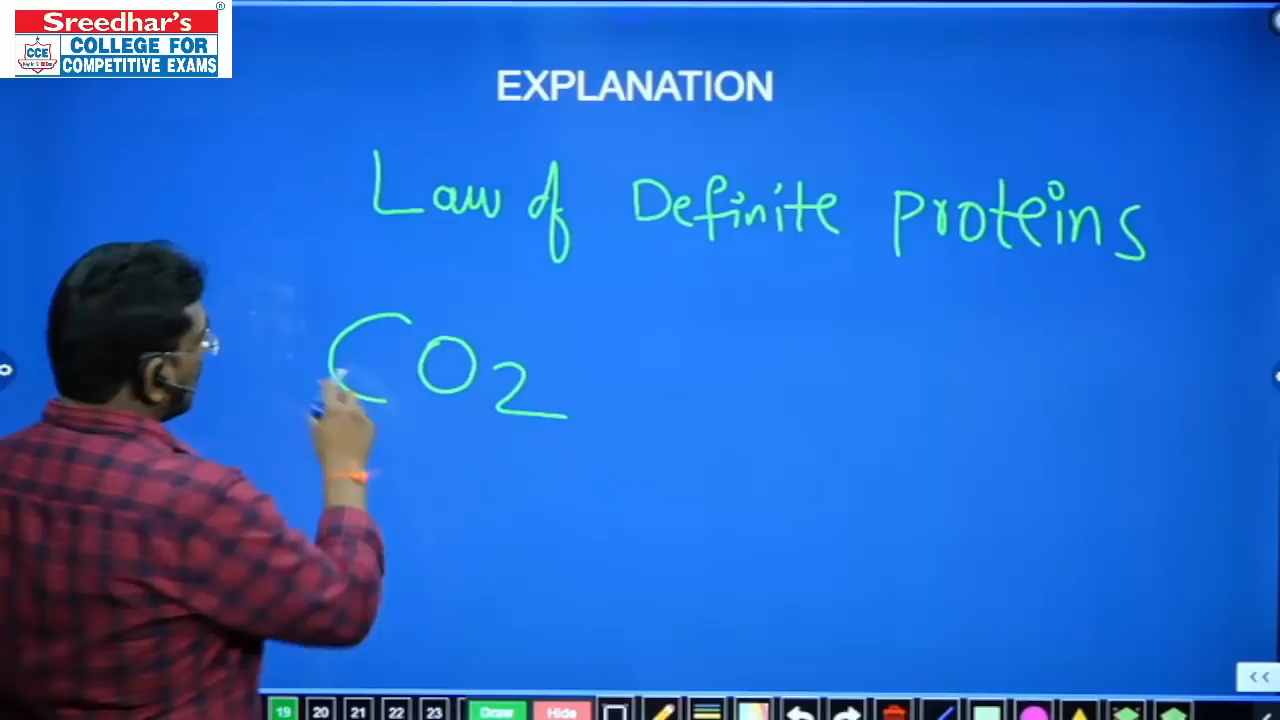 Sreedhar's
®
CCE
COLLEGE FOR
COMPETITIVE EXAMS
EXPLANATION
Law of Definite proteins
CO2
<<
19 20 21 22 23 Draw Hide